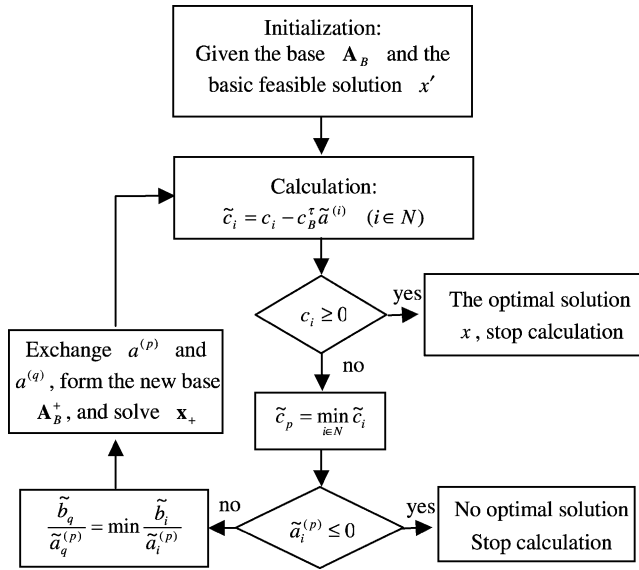 Initialization:
Given the base A_B and the
basic feasible solution x′
Calculation:
c̃_i = c_i − c_B^τ ã^(i) (i ∈ N)
yes
c_i ≥ 0
The optimal solution
x , stop calculation
no
Exchange a^(p) and
a^(q) , form the new base
A_B^+ , and solve x_+
c̃_p = min_{i∈N} c̃_i
b̃_q / ã_q^(p) = min b̃_i / ã_i^(p)
no
ã_i^(p) ≤ 0
yes
No optimal solution
Stop calculation